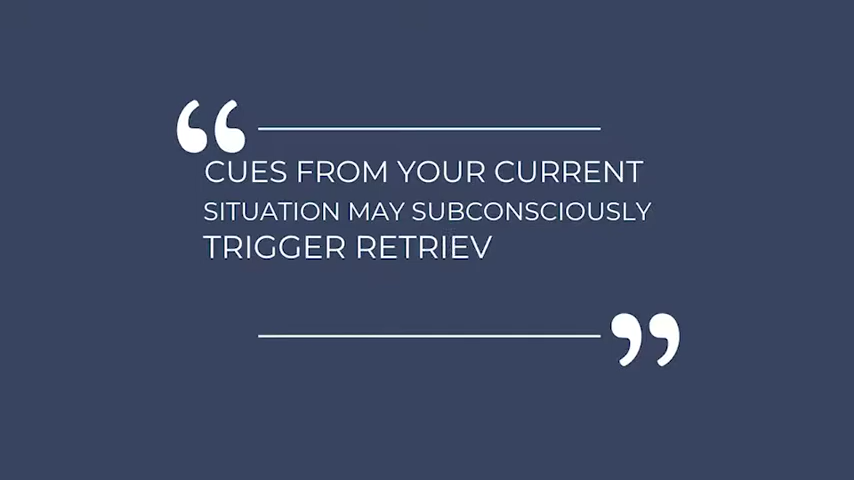 “
CUES FROM YOUR CURRENT
SITUATION MAY SUBCONSCIOUSLY
TRIGGER RETRIEV
”